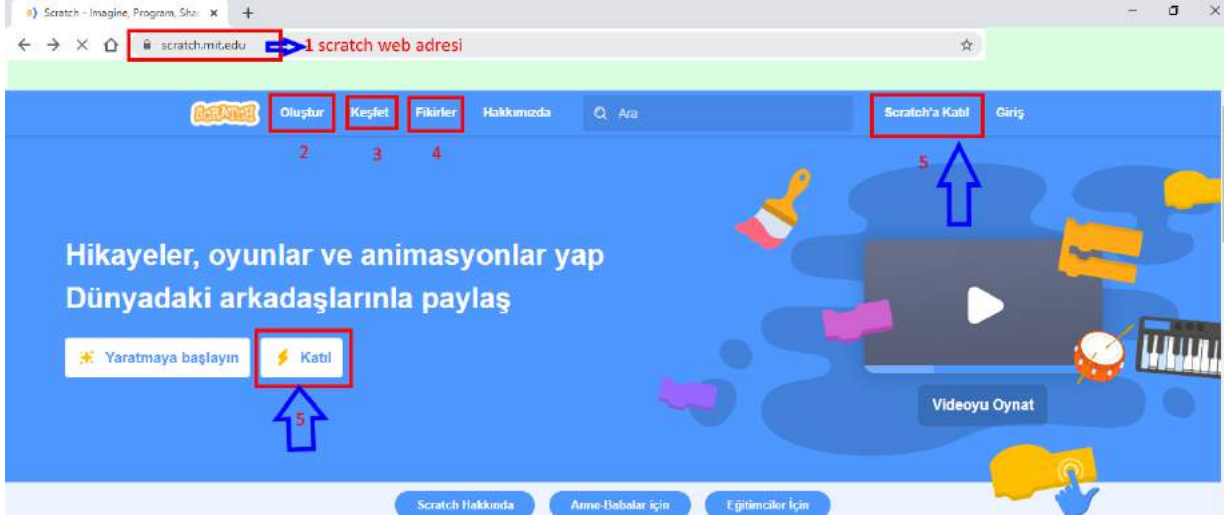 Scratch - Imagine, Program, Shar
scratch.mit.edu 1 scratch web adresi
SCRATCH Oluştur Keşfet Fikirler Hakkımızda Ara Scratch'a Katıl Giriş
2 3 4 5
Hikayeler, oyunlar ve animasyonlar yap
Dünyadaki arkadaşlarınla paylaş
Yaratmaya başlayın Katıl
5
Videoyu Oynat
Scratch Hakkında Anne-Babalar için Eğitimciler İçin